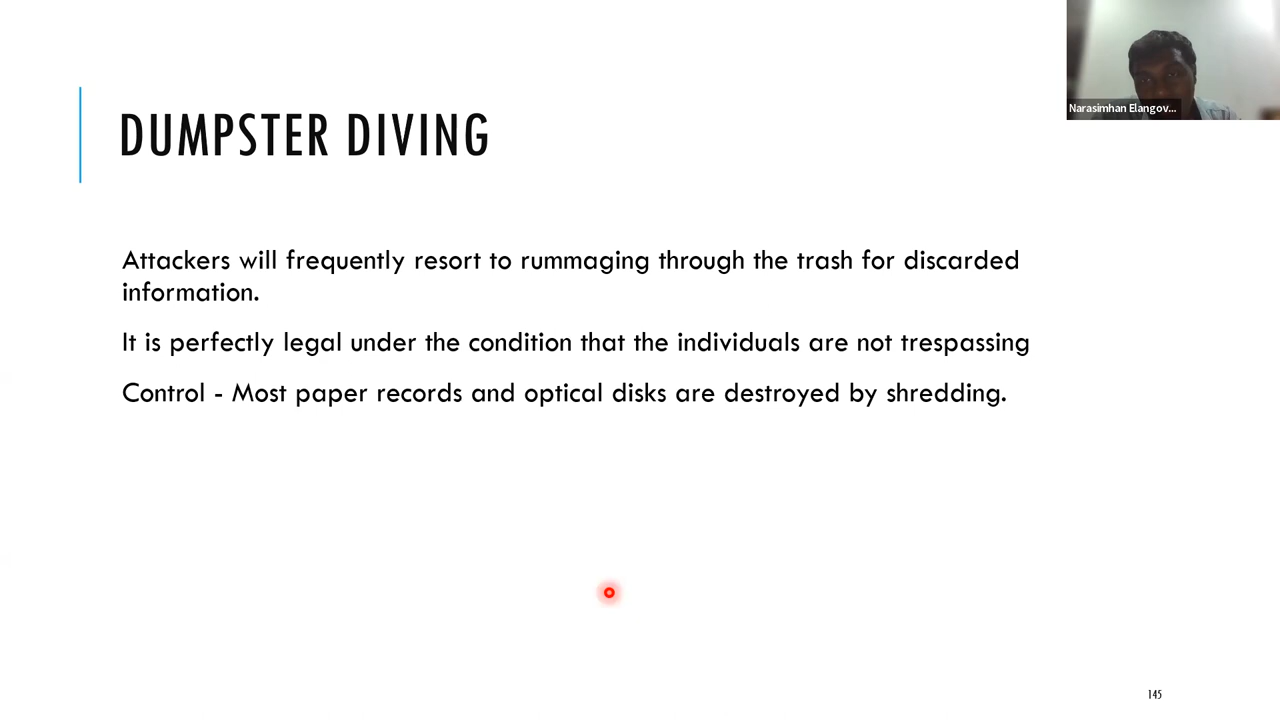 Narasimhan Elangov...
DUMPSTER DIVING
Attackers will frequently resort to rummaging through the trash for discarded
information.
It is perfectly legal under the condition that the individuals are not trespassing
Control - Most paper records and optical disks are destroyed by shredding.
145